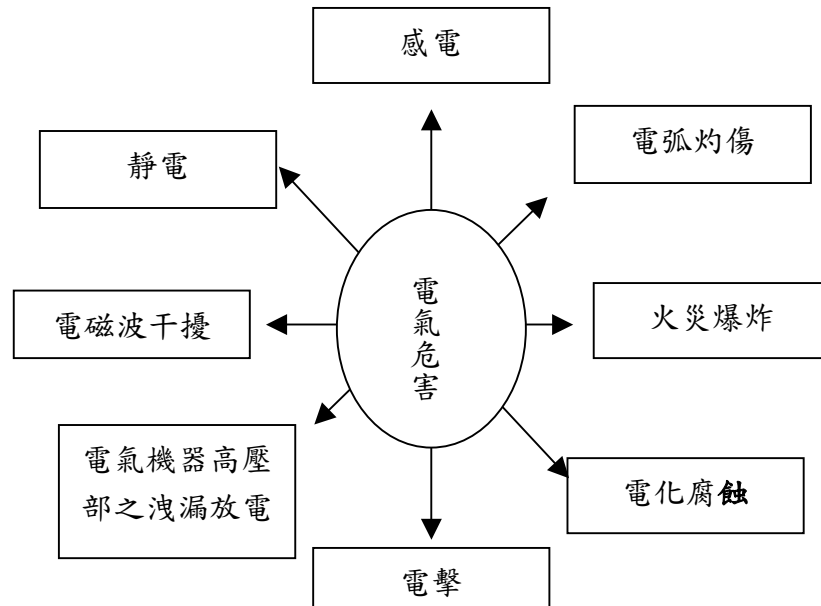 感電
靜電
電弧灼傷
電氣危害
電磁波干擾
火災爆炸
電氣機器高壓
部之洩漏放電
電化腐蝕
電擊